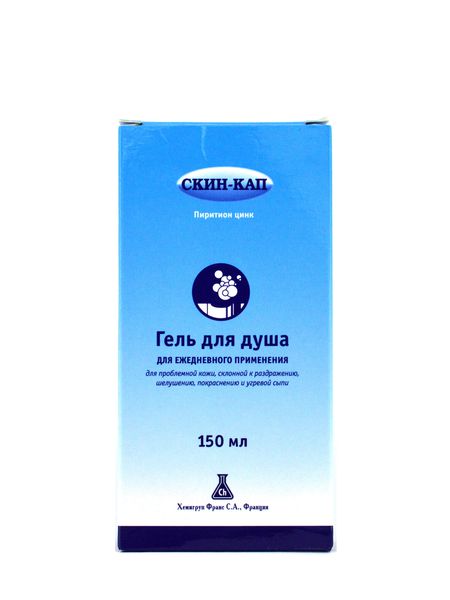 СКИН-КАП
Пиритион цинк
Гель для душа
ДЛЯ ЕЖЕДНЕВНОГО ПРИМЕНЕНИЯ
для проблемной кожи, склонной к раздражению,
шелушению, покраснению и угревой сыпи
150 мл
Ch
Хемигруп Франс С.А., Франция